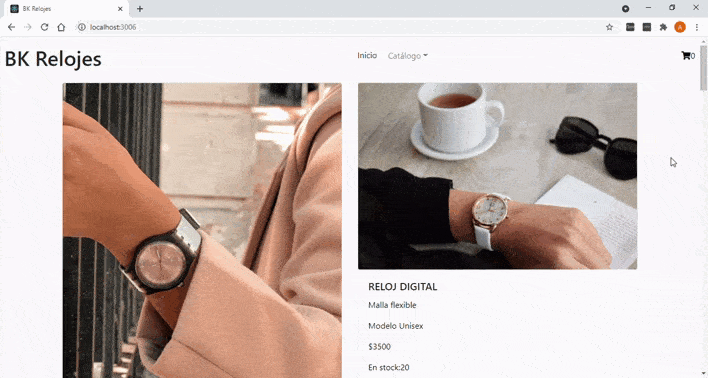 BK Relojes
localhost:3006
A
BK Relojes
Inicio
Catálogo
0
RELOJ DIGITAL
Malla flexible
Modelo Unisex
$3500
En stock:20